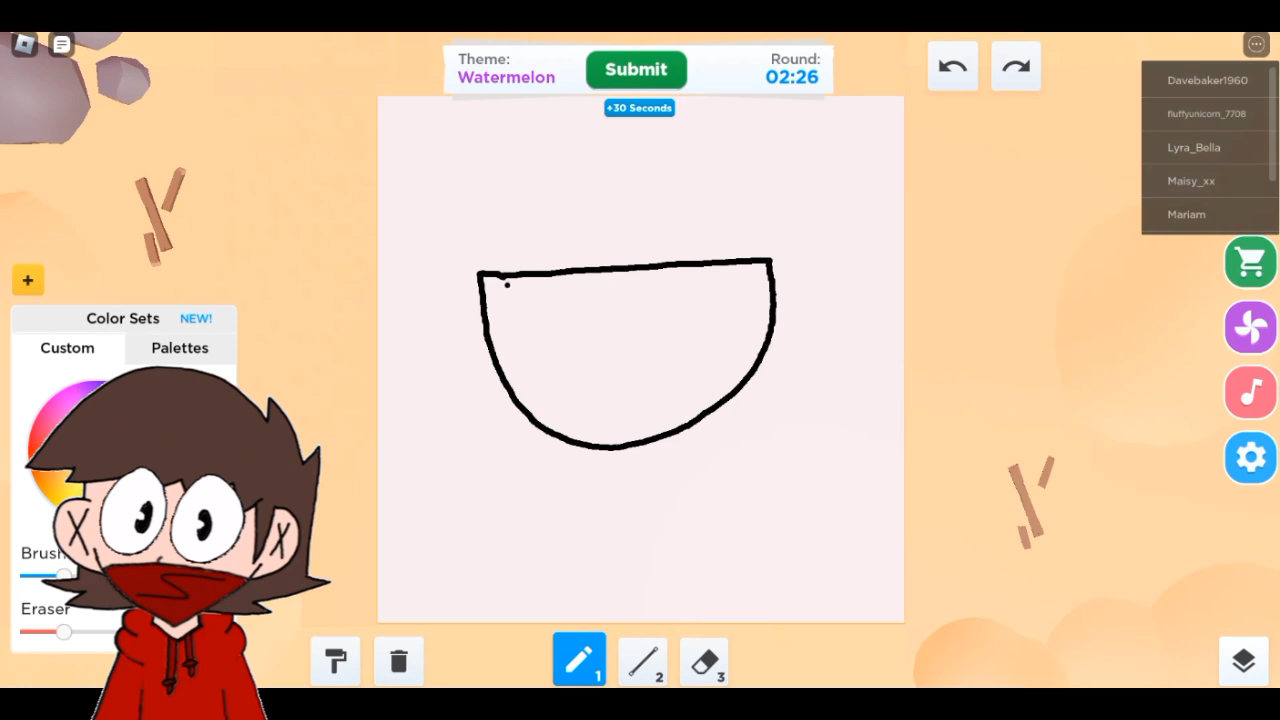 Theme:
Watermelon
Submit
Round:
02:26
+30 Seconds
Davebaker1960
fluffyunicorn_7708
Lyra_Bella
Maisy_xx
Mariam
+
Color Sets NEW!
Custom Palettes
Brush
Eraser
1
2
3